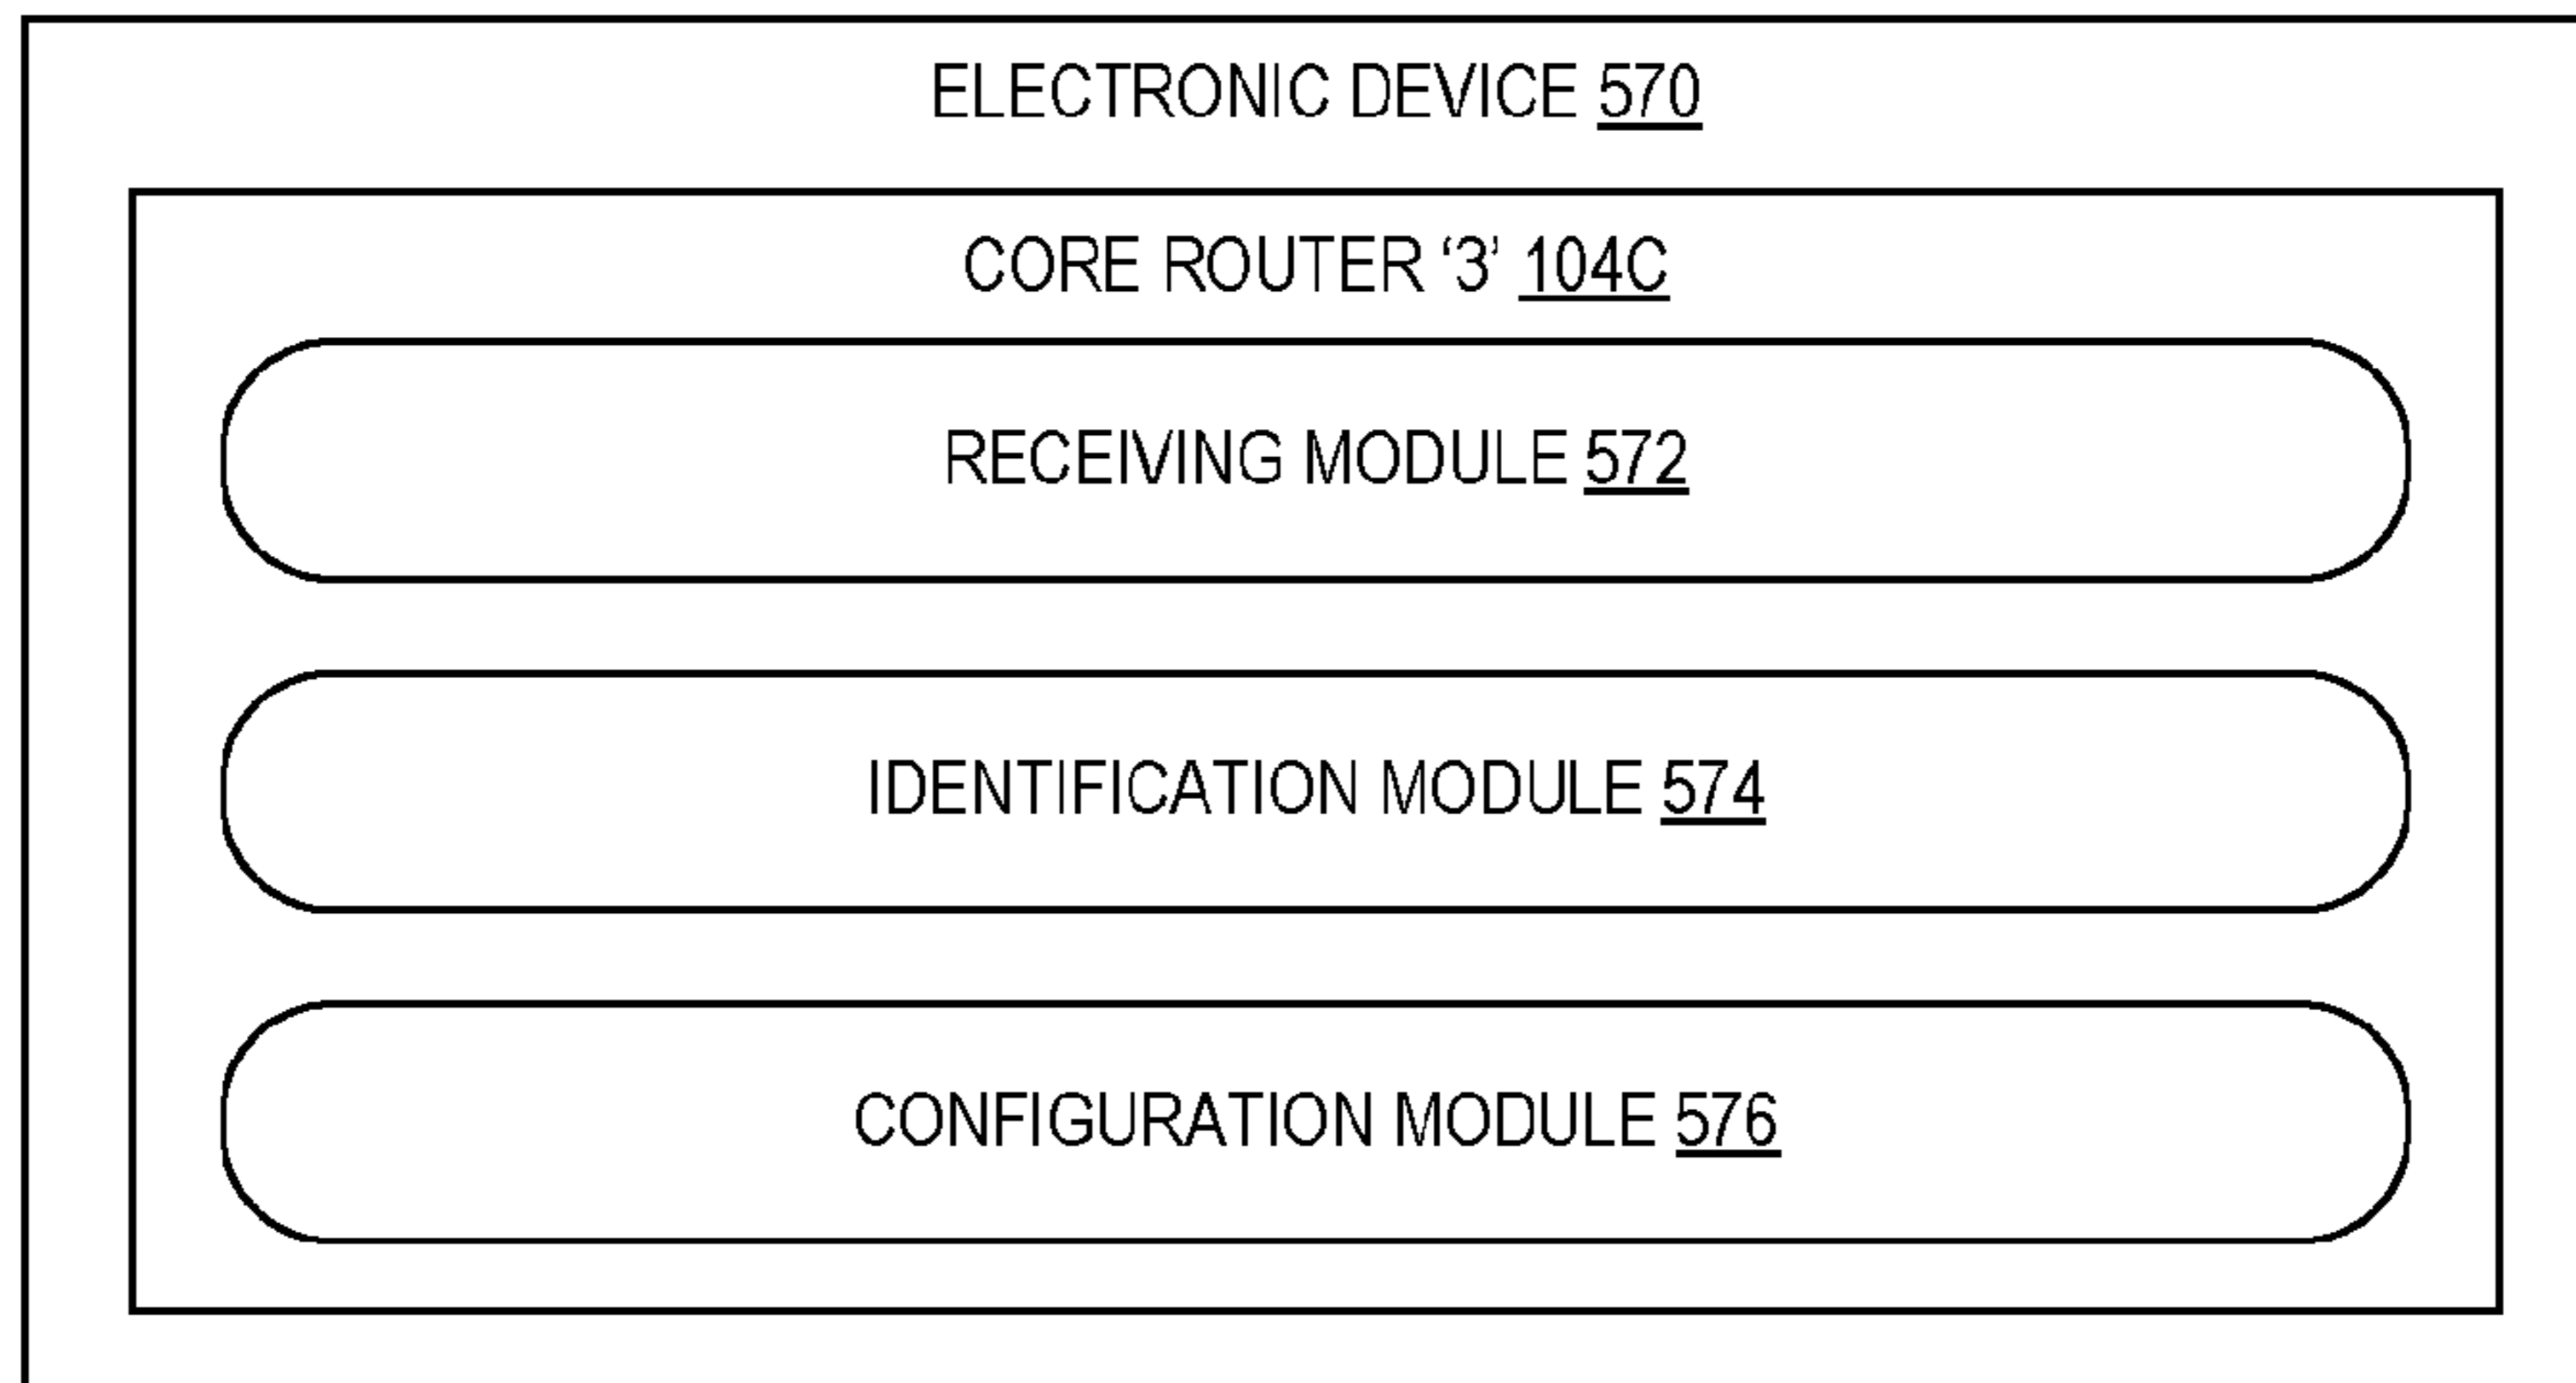 ELECTRONIC DEVICE 570
CORE ROUTER ‘3’ 104C
RECEIVING MODULE 572
IDENTIFICATION MODULE 574
CONFIGURATION MODULE 576